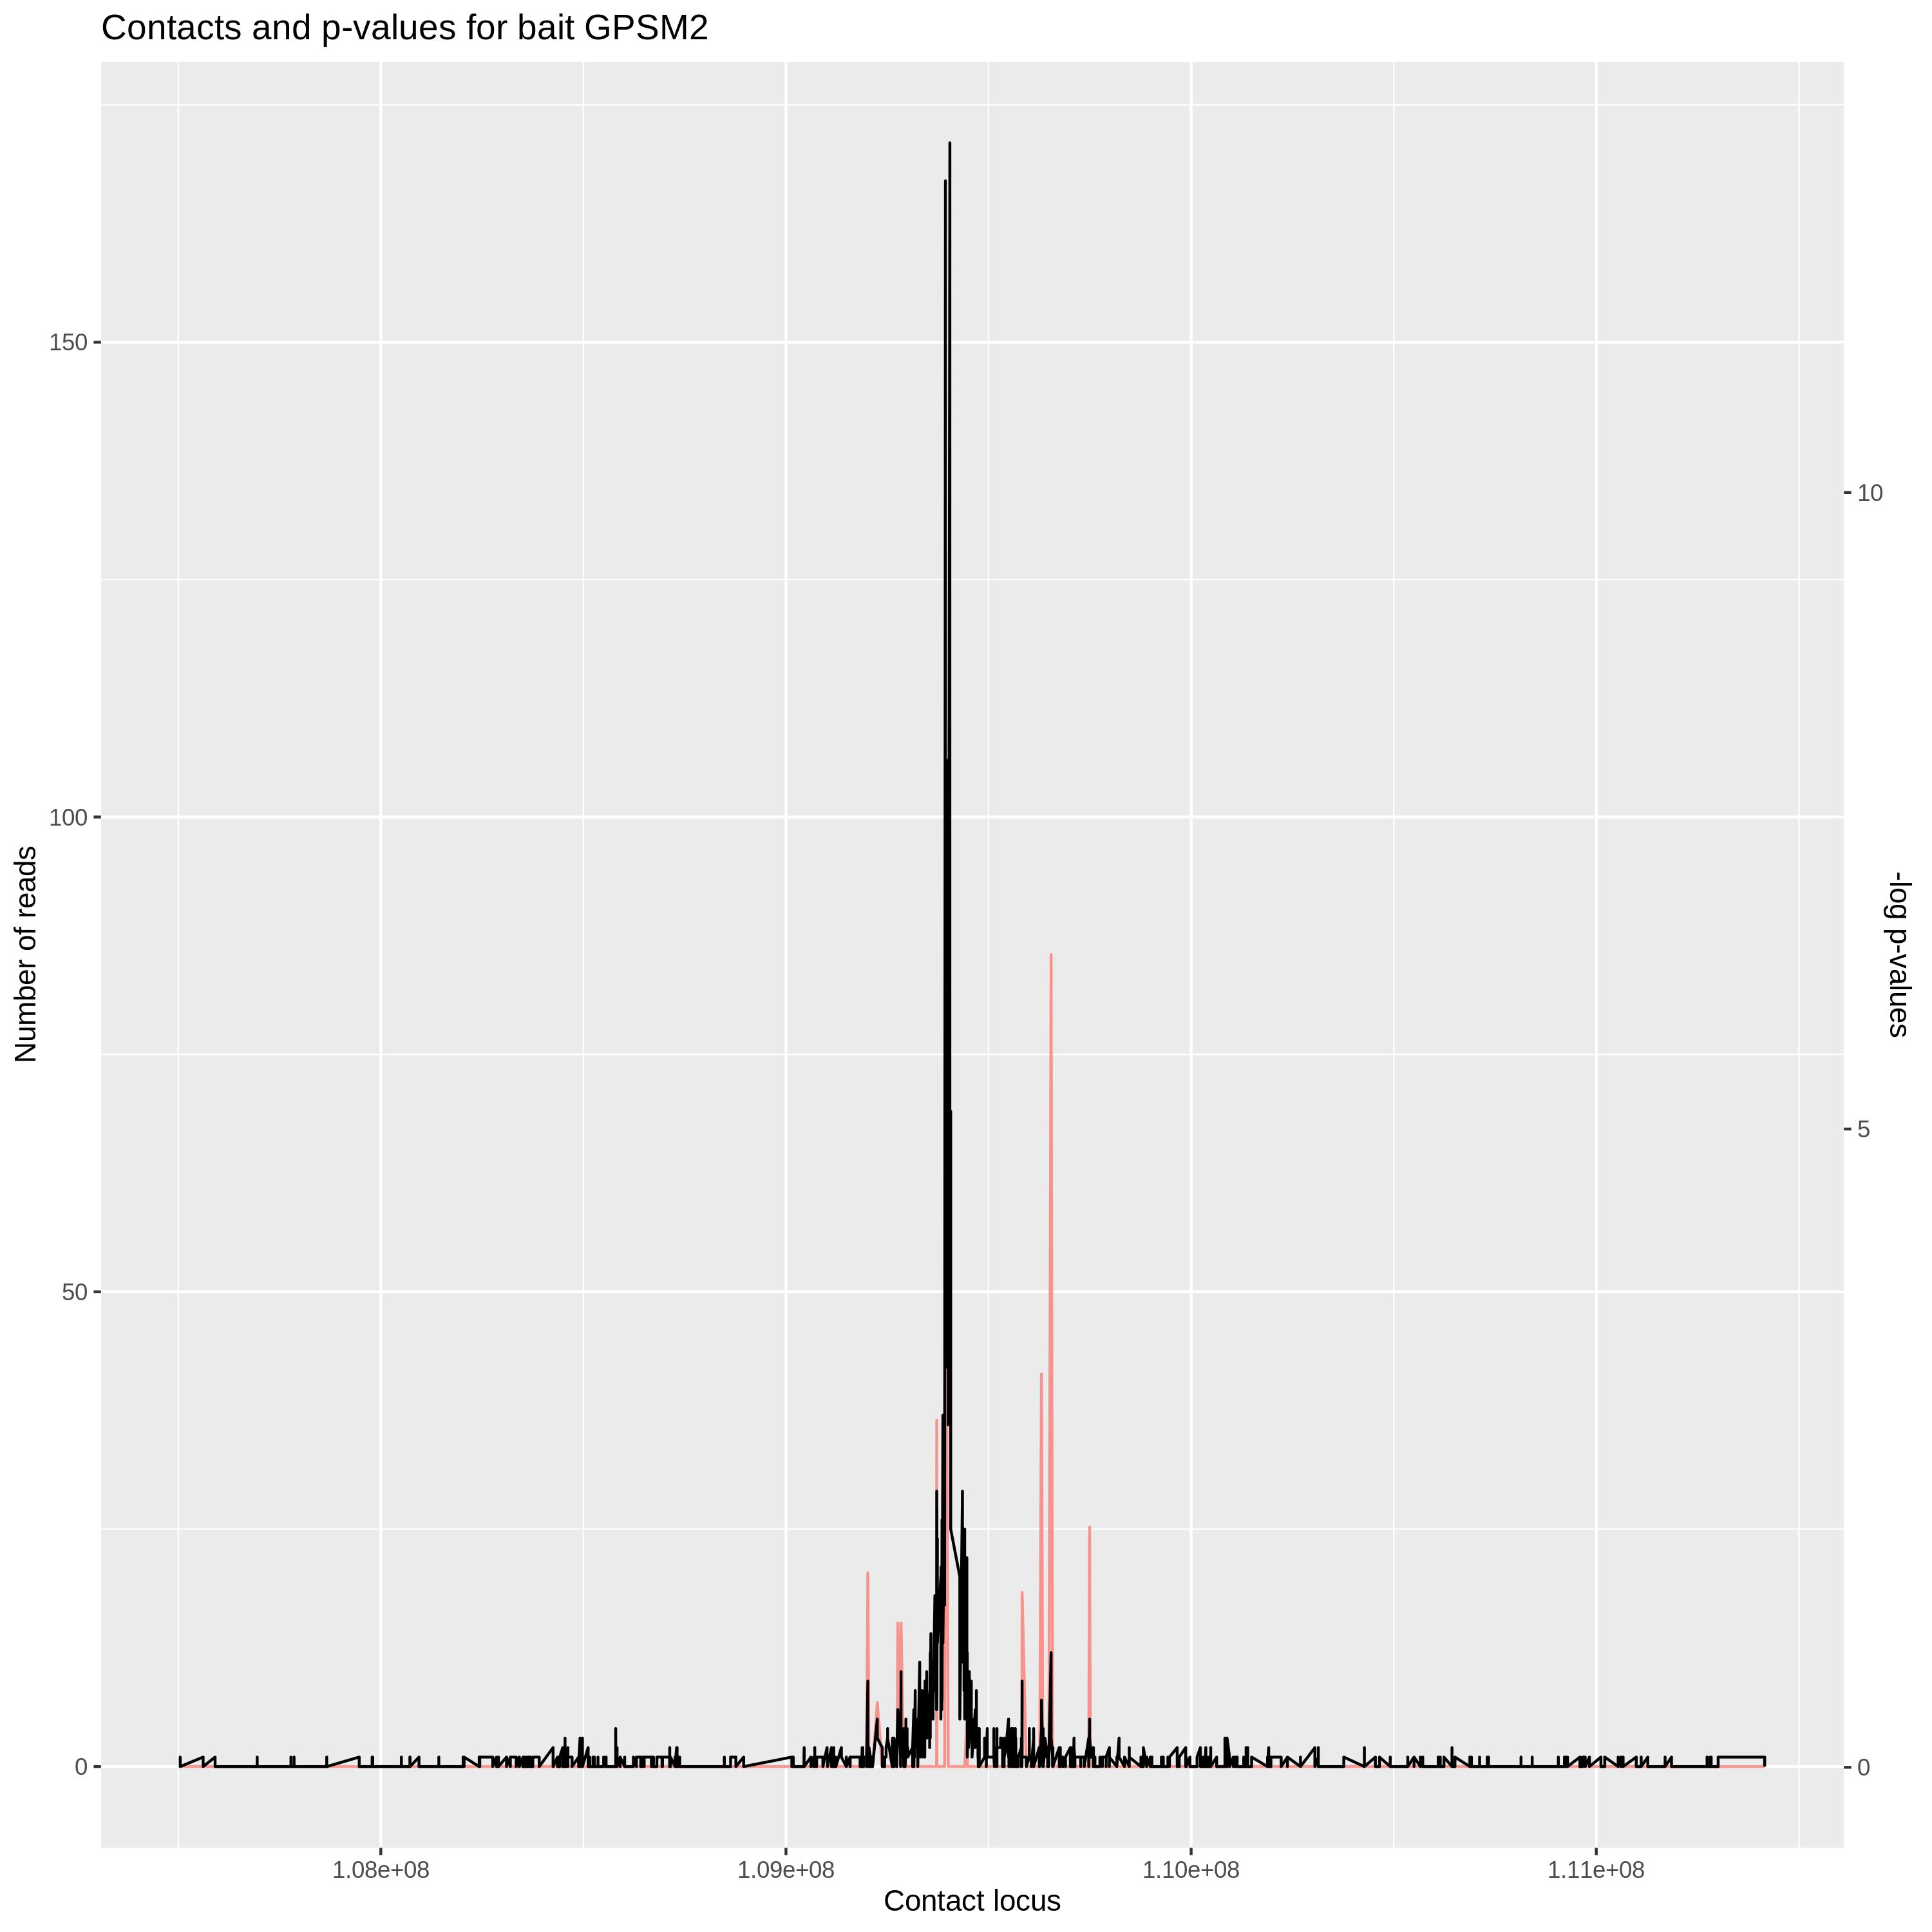 Contacts and p-values for bait GPSM2
150
100
50
0
Number of reads
10
5
0
-log p-values
1.08e+08
1.09e+08
1.10e+08
1.11e+08
Contact locus